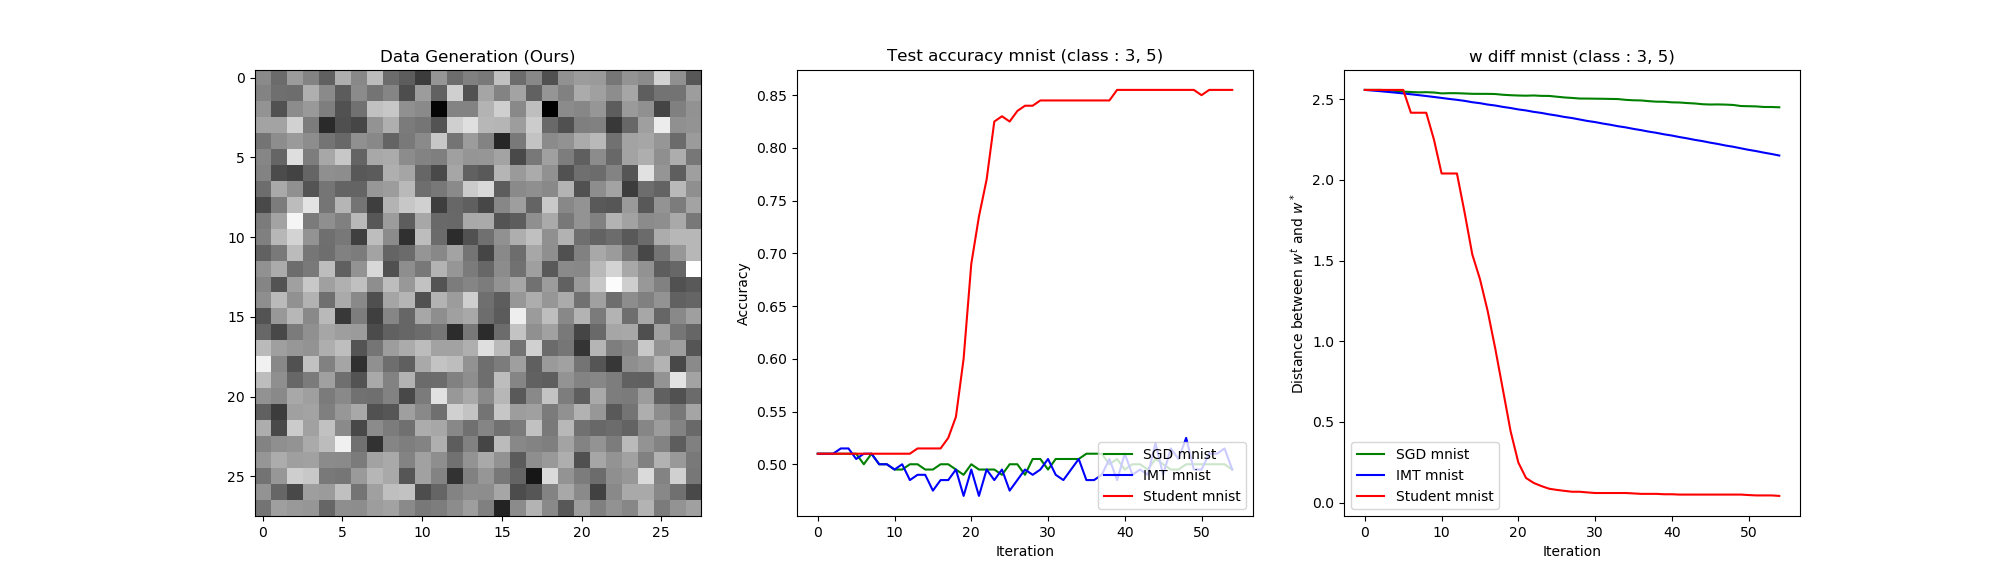 Data Generation (Ours)
0
5
10
15
20
25
0 5 10 15 20 25
Test accuracy mnist (class : 3, 5)
Accuracy
0.85
0.80
0.75
0.70
0.65
0.60
0.55
0.50
SGD mnist
IMT mnist
Student mnist
0 10 20 30 40 50
Iteration
w diff mnist (class : 3, 5)
Distance between w^t and w^*
2.5
2.0
1.5
1.0
0.5
0.0
SGD mnist
IMT mnist
Student mnist
0 10 20 30 40 50
Iteration